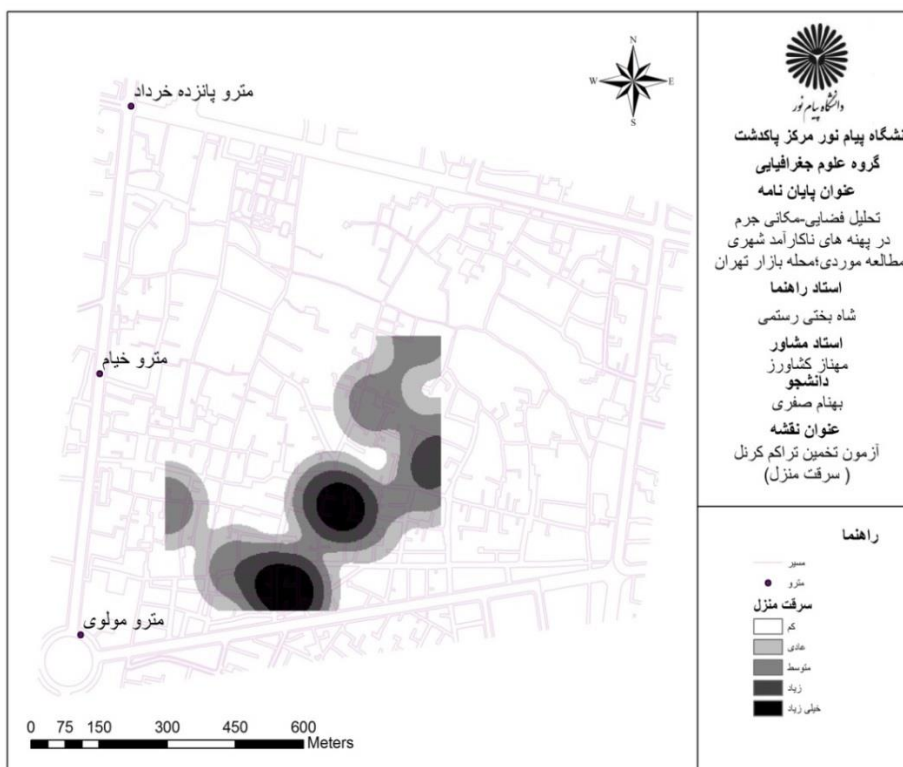 مترو پانزده خرداد
مترو خیام
مترو مولوی
N
W
E
S
0 75 150 300 450 600
Meters
دانشگاه پیام نور
نشگاه پیام نور مرکز پاکدشت
گروه علوم جغرافیایی
عنوان پایان نامه
تحلیل فضایی-مکانی جرم
در پهنه های ناکارآمد شهری
مطالعه موردی؛محله بازار تهران
استاد راهنما
شاه بختی رستمی
استاد مشاور
مهناز کشاورز
دانشجو
بهنام صفری
عنوان نقشه
آزمون تخمین تراکم کرنل
( سرقت منزل)
راهنما
مسیر
مترو
سرقت منزل
کم
عادی
متوسط
زیاد
خیلی زیاد